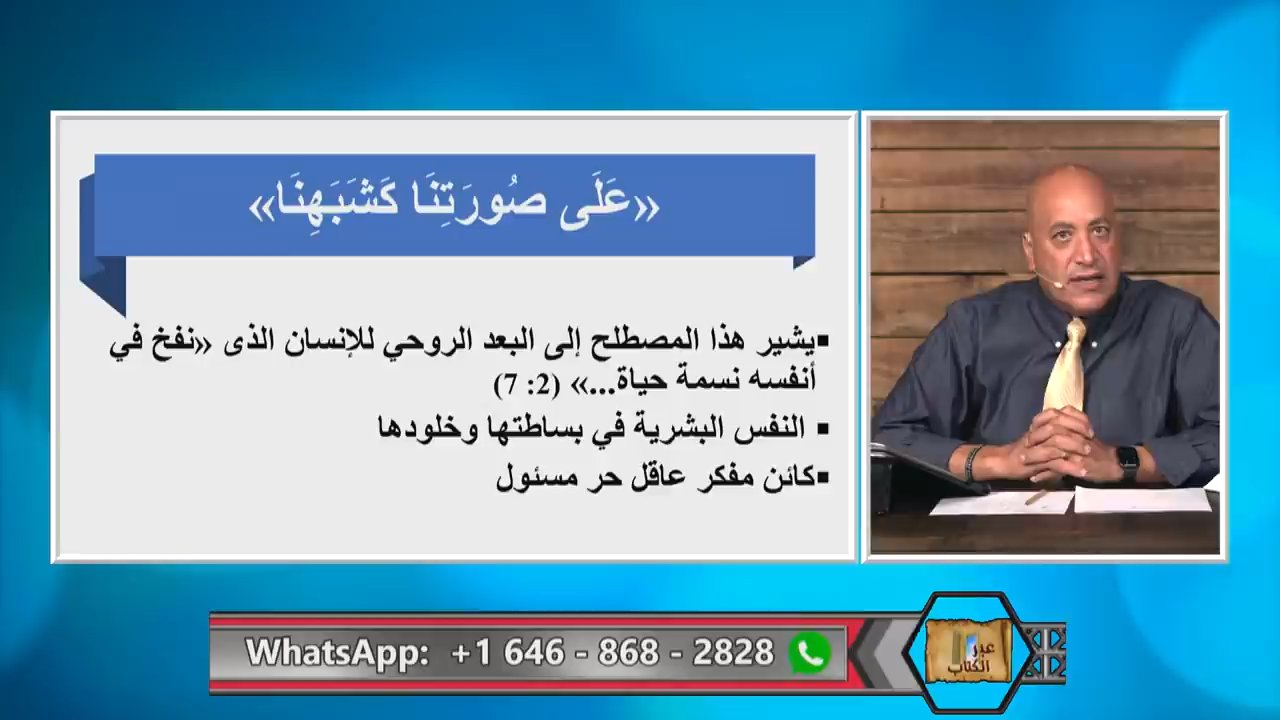 «عَلَى صُورَتِنَا كَشَبَهِنَا»
▪يشير هذا المصطلح إلى البعد الروحي للإنسان الذى «نفخ في
أنفسه نسمة حياة...» (2: 7)
▪ النفس البشرية في بساطتها وخلودها
▪كائن مفكر عاقل حر مسئول
WhatsApp: +1 646 - 868 - 2828
عبر
الكتاب